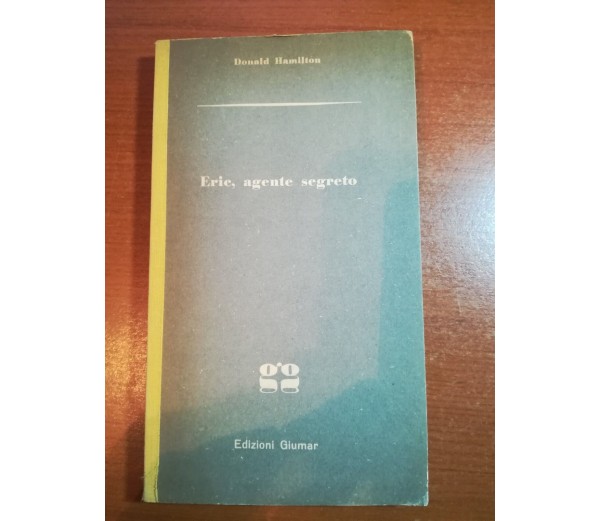 Donald Hamilton
Eric, agente segreto
Edizioni Giumar